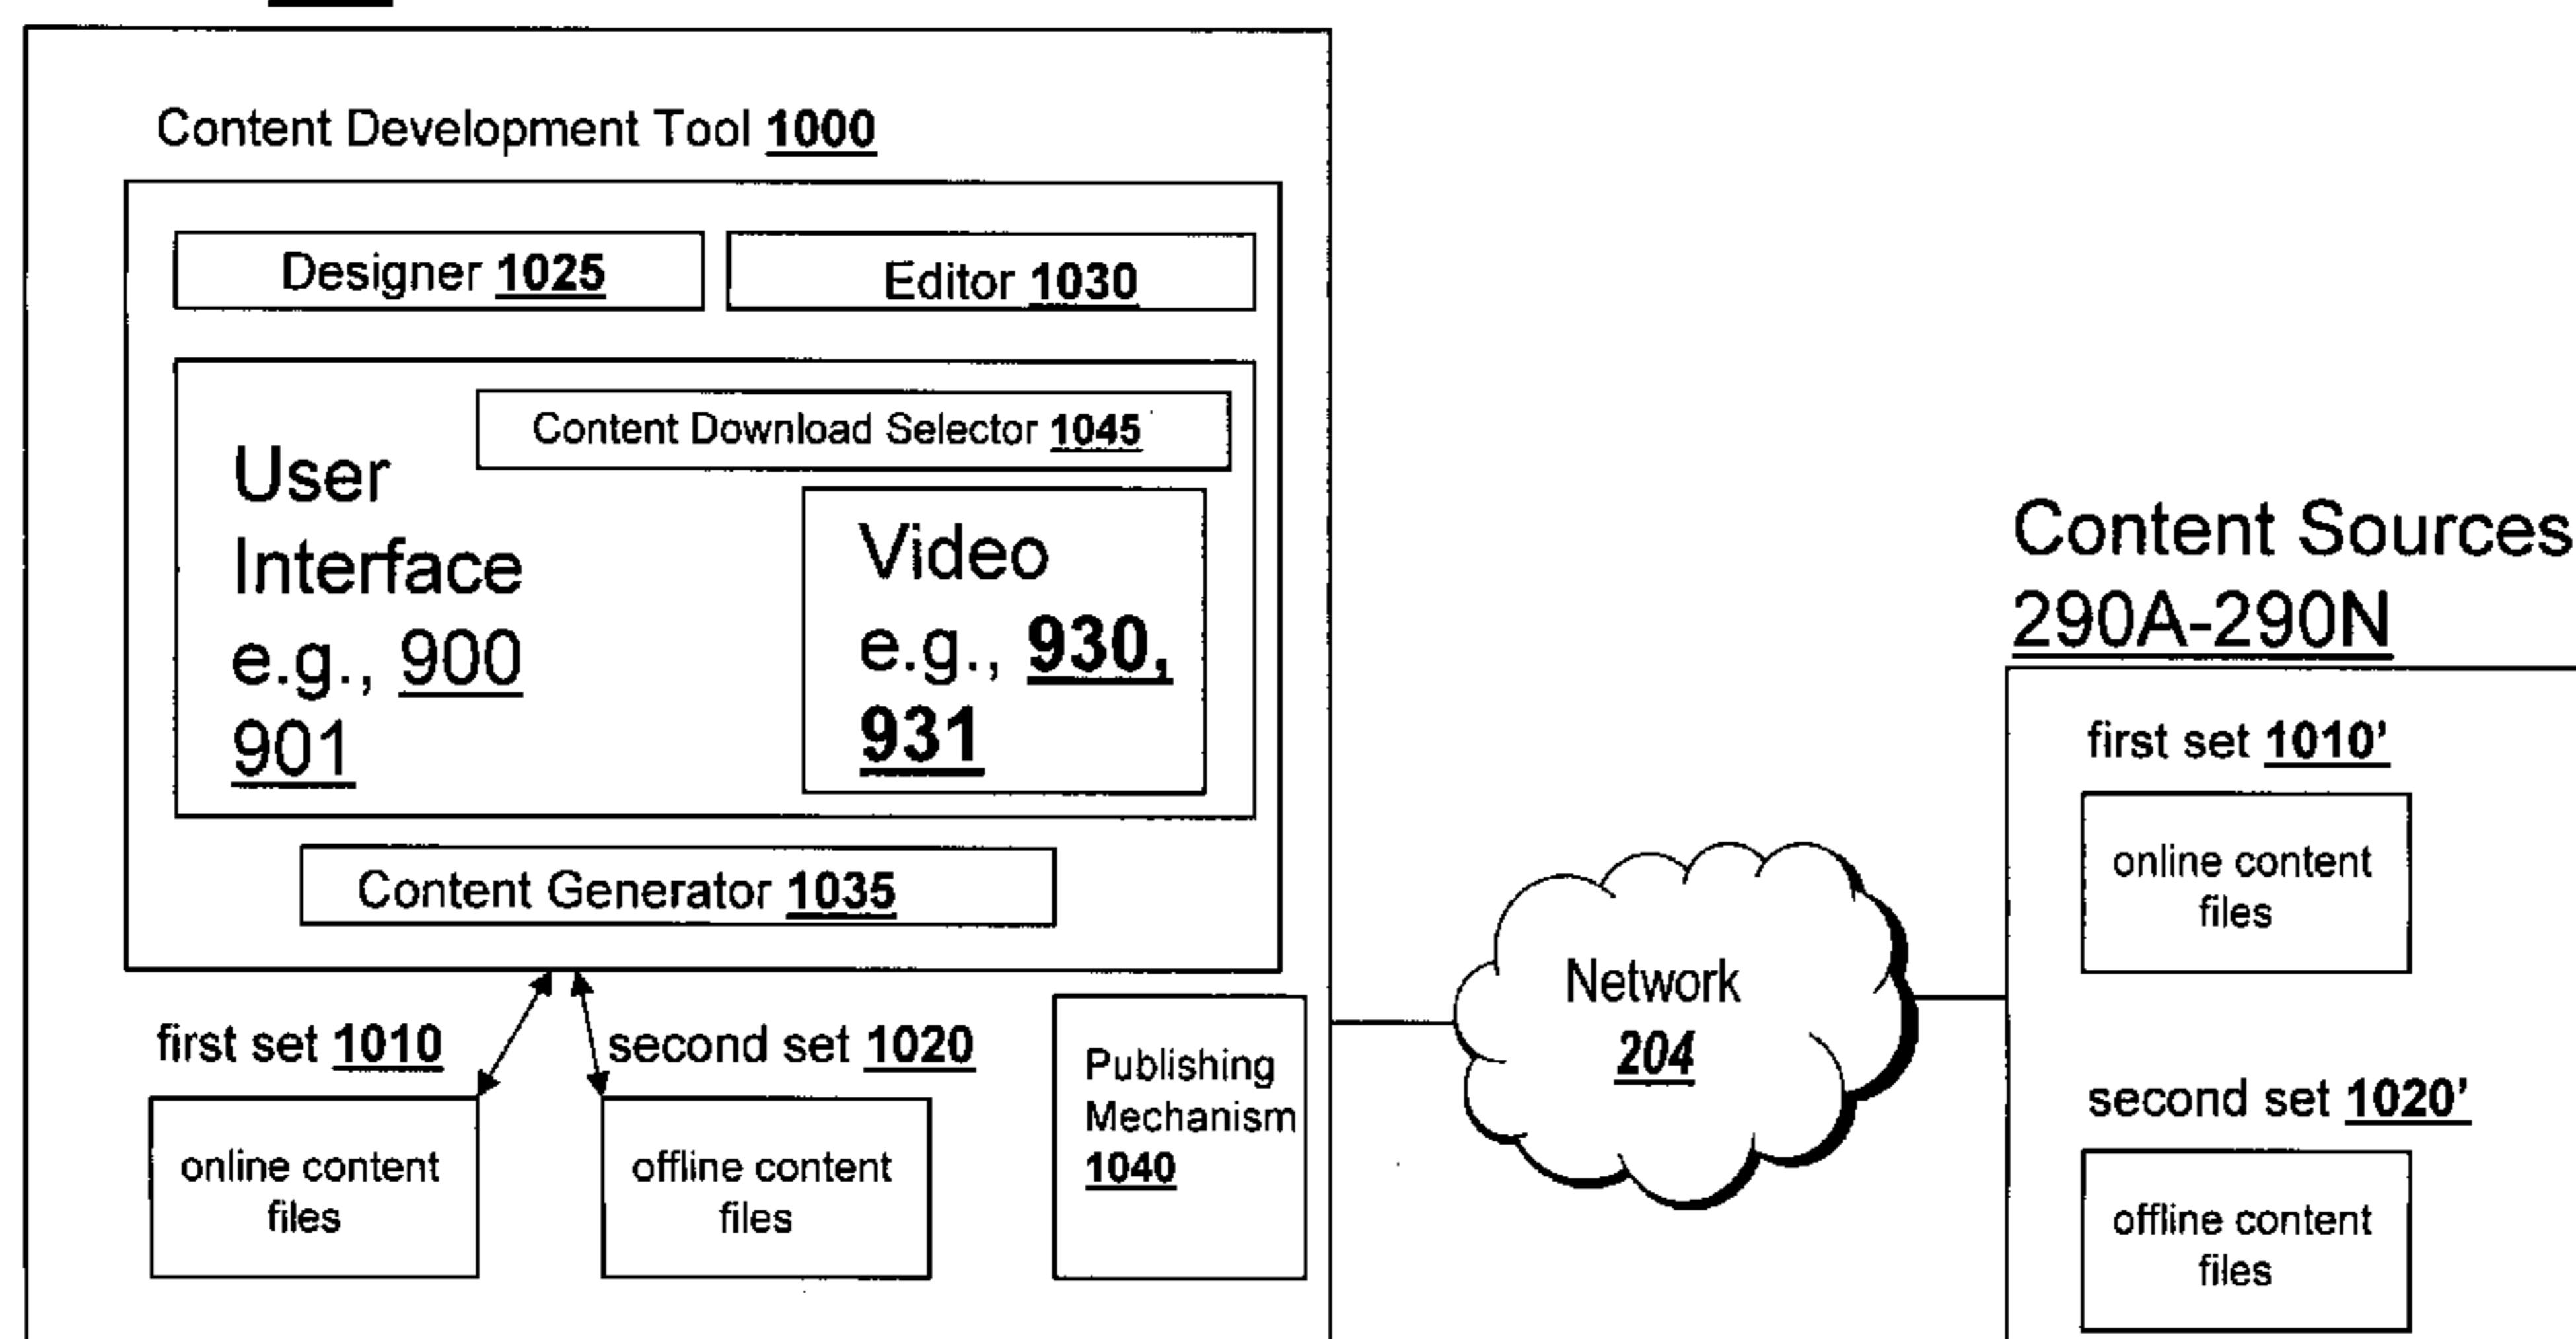 Content Development Tool 1000
Designer 1025
Editor 1030
Content Download Selector 1045
User
Interface
e.g., 900
901
Video
e.g., 930,
931
Content Generator 1035
first set 1010
second set 1020
online content
files
offline content
files
Publishing
Mechanism
1040
Network
204
Content Sources
290A-290N
first set 1010'
online content
files
second set 1020'
offline content
files